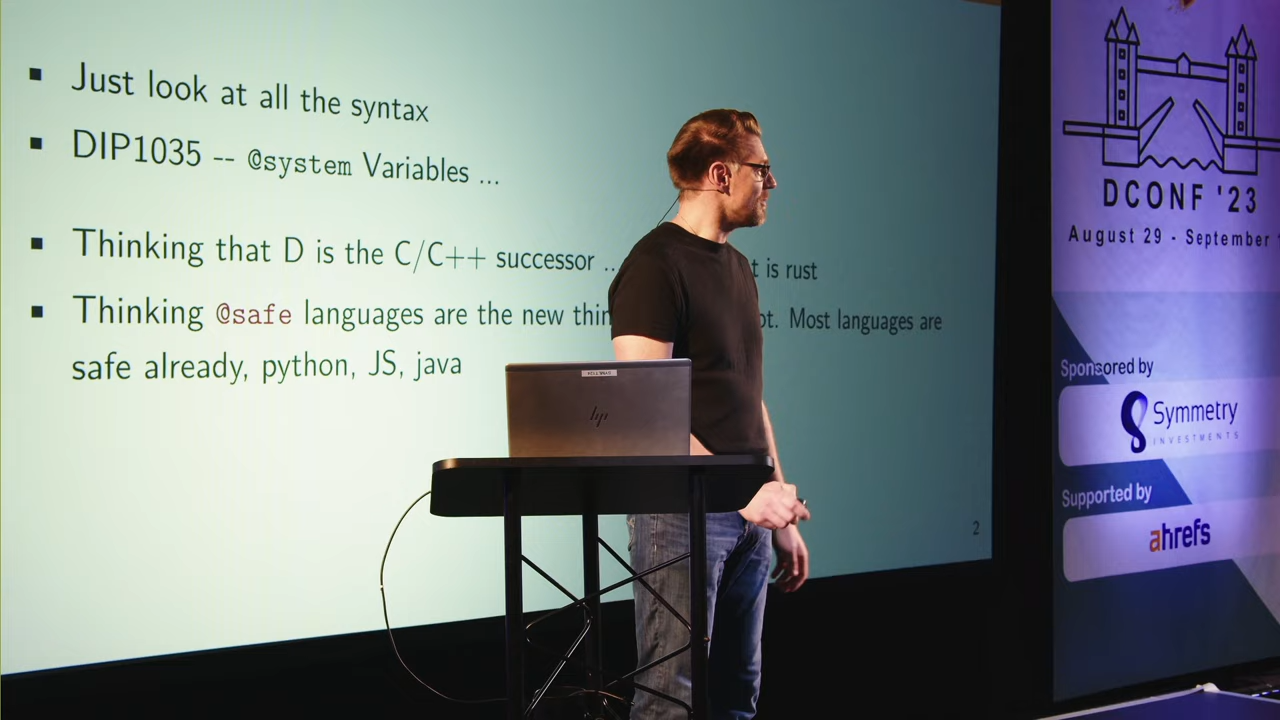 Just look at all the syntax
DIP1035 -- @system Variables ...
Thinking that D is the C/C++ successor .. t is rust
Thinking @safe languages are the new thin ot. Most languages are
safe already, python, JS, java
2
hp
DCONF '23
August 29 - September
Sponsored by
Symmetry
INVESTMENTS
Supported by
ahrefs